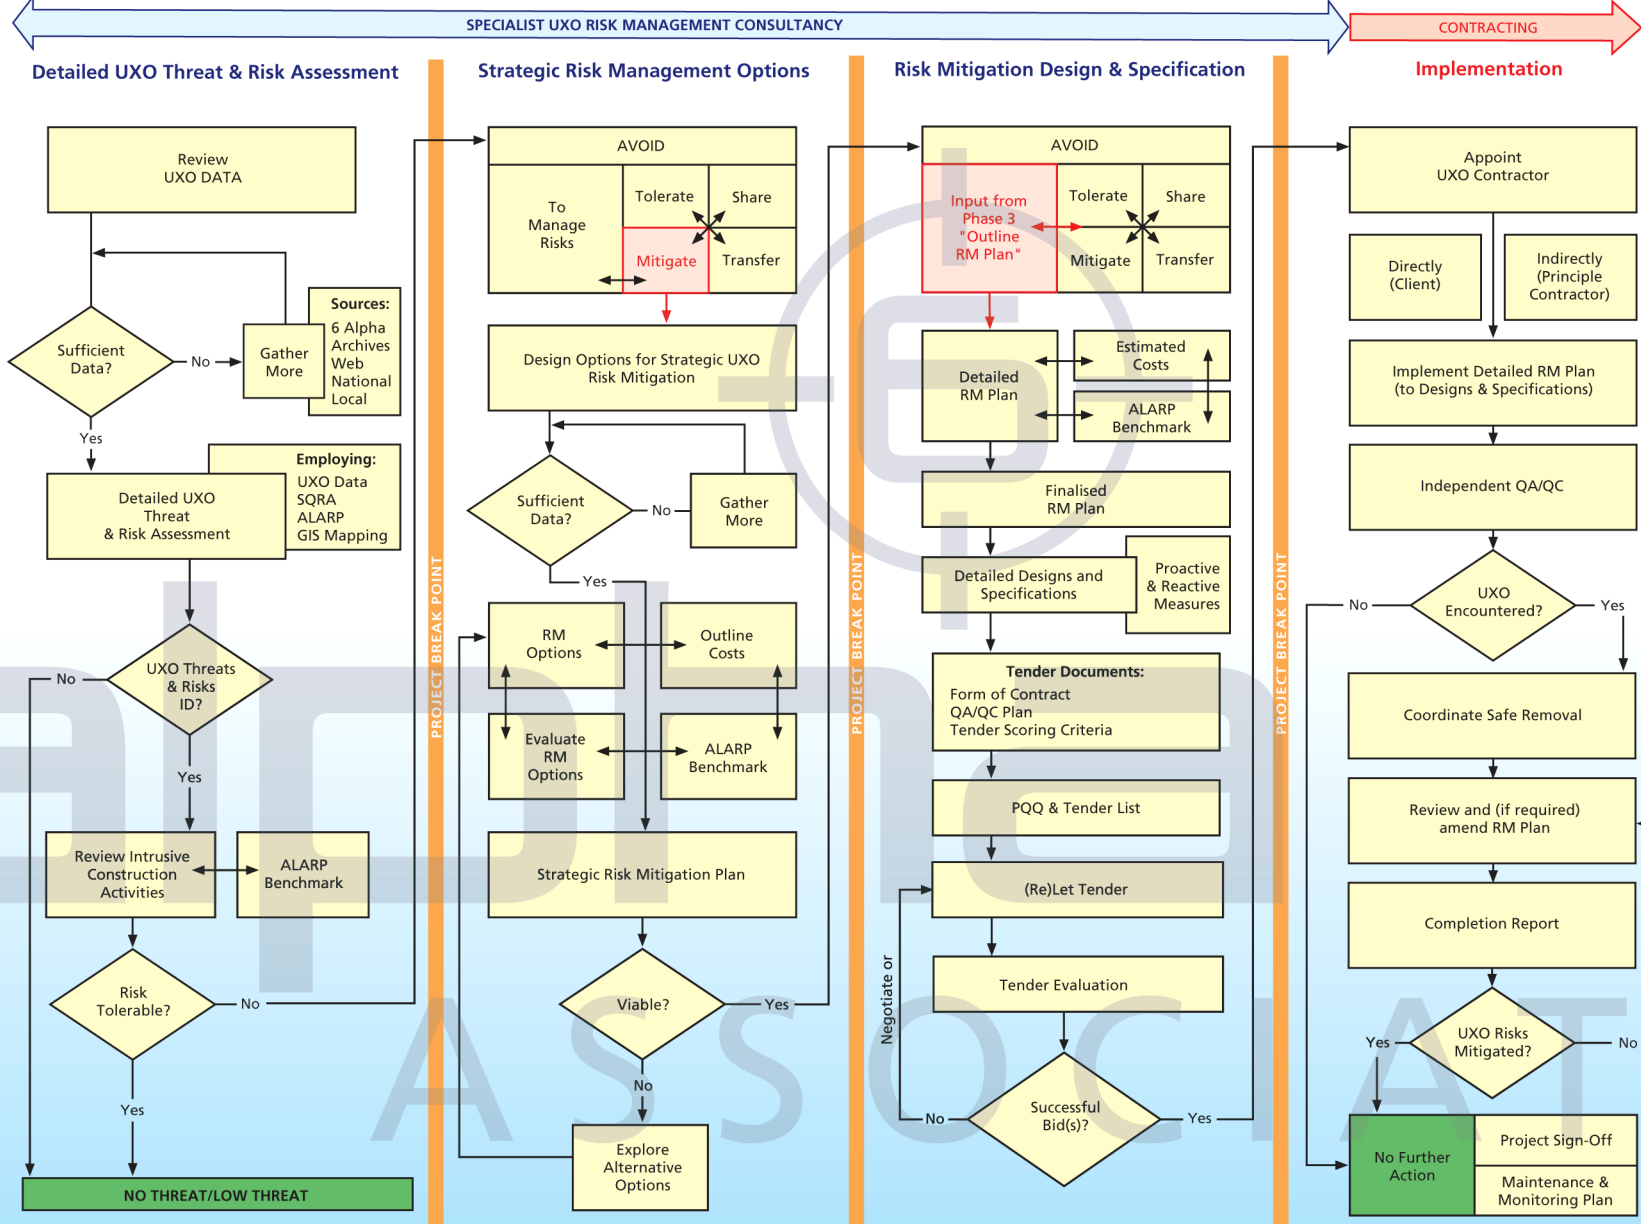 SPECIALIST UXO RISK MANAGEMENT CONSULTANCY
CONTRACTING
Detailed UXO Threat & Risk Assessment
Review
UXO DATA
Sufficient
Data?
No
Gather
More
Sources:
6 Alpha
Archives
Web
National
Local
Yes
Employing:
UXO Data
SQRA
ALARP
GIS Mapping
Detailed UXO
Threat
& Risk Assessment
UXO Threats
& Risks
ID?
No
Yes
Review Intrusive
Construction
Activities
ALARP
Benchmark
Risk
Tolerable?
No
Yes
NO THREAT/LOW THREAT
PROJECT BREAK POINT
Strategic Risk Management Options
AVOID
To
Manage
Risks
Tolerate
Share
Mitigate
Transfer
Design Options for Strategic UXO
Risk Mitigation
Sufficient
Data?
No
Gather
More
Yes
RM
Options
Outline
Costs
Evaluate
RM
Options
ALARP
Benchmark
Strategic Risk Mitigation Plan
Viable?
Yes
No
Explore
Alternative
Options
PROJECT BREAK POINT
Risk Mitigation Design & Specification
AVOID
Input from
Phase 3
"Outline
RM Plan"
Tolerate
Share
Mitigate
Transfer
Detailed
RM Plan
Estimated
Costs
ALARP
Benchmark
Finalised
RM Plan
Detailed Designs and
Specifications
Proactive
& Reactive
Measures
Tender Documents:
Form of Contract
QA/QC Plan
Tender Scoring Criteria
PQQ & Tender List
(Re)Let Tender
Negotiate or
Tender Evaluation
Successful
Bid(s)?
No
Yes
PROJECT BREAK POINT
Implementation
Appoint
UXO Contractor
Directly
(Client)
Indirectly
(Principle
Contractor)
Implement Detailed RM Plan
(to Designs & Specifications)
Independent QA/QC
UXO
Encountered?
No
Yes
Coordinate Safe Removal
Review and (if required)
amend RM Plan
Completion Report
UXO Risks
Mitigated?
Yes
No
No Further
Action
Project Sign-Off
Maintenance &
Monitoring Plan
6
alpha
ASSOCIAT